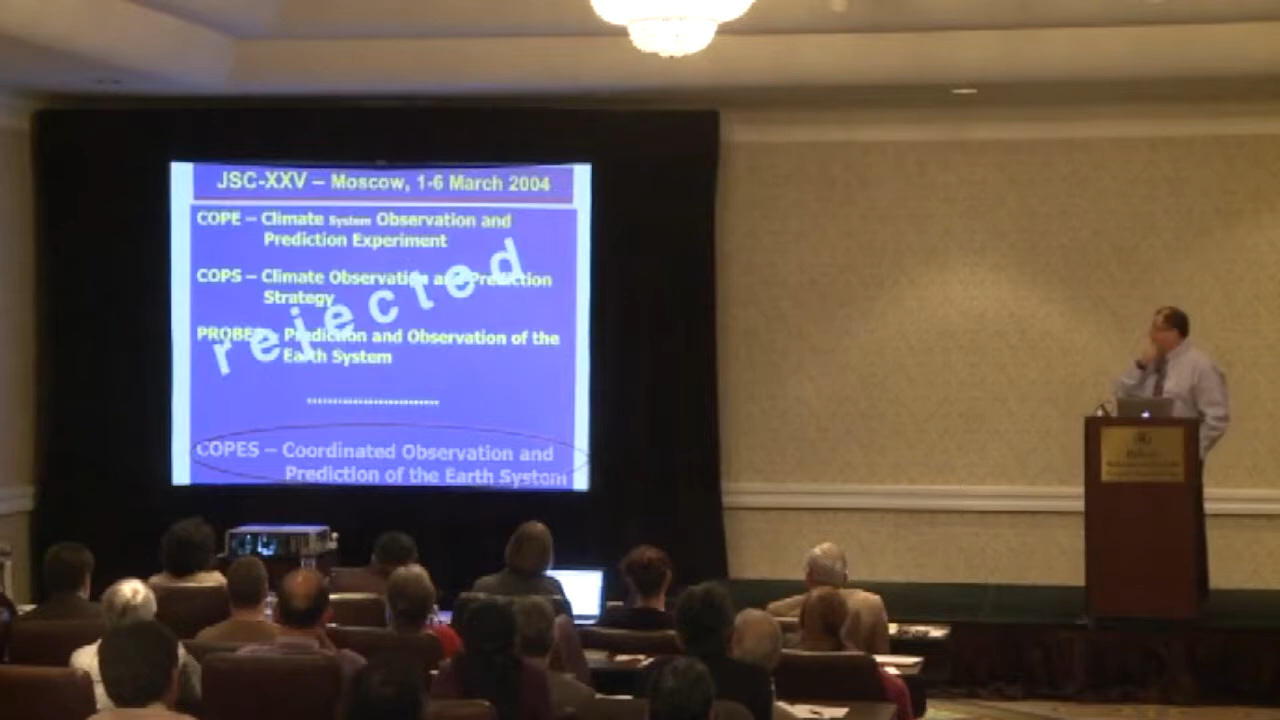 JSC-XXV – Moscow, 1-6 March 2004
COPE – Climate System Observation and
Prediction Experiment
COPS – Climate Observation and Prediction
Strategy
PROBES – Prediction and Observation of the
Earth System
rejected
COPES – Coordinated Observation and
Prediction of the Earth System